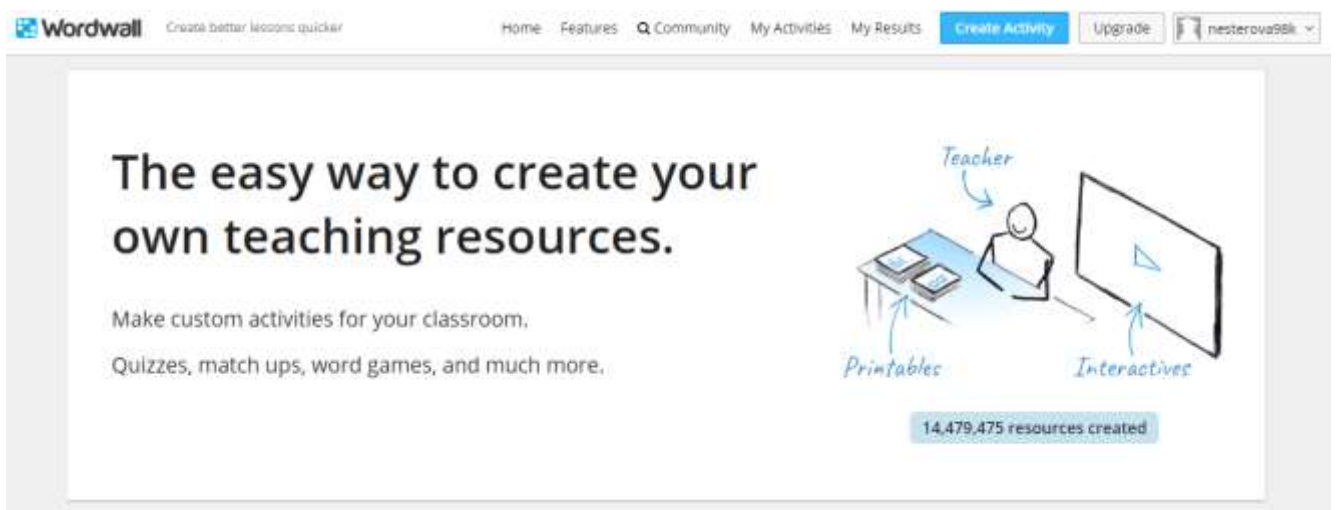 Wordwall Create better lessons quicker Home Features Community My Activities My Results Create Activity Upgrade nesterova98k
The easy way to create your
own teaching resources.
Make custom activities for your classroom.
Quizzes, match ups, word games, and much more.
Teacher
Printables
Interactives
14,479,475 resources created